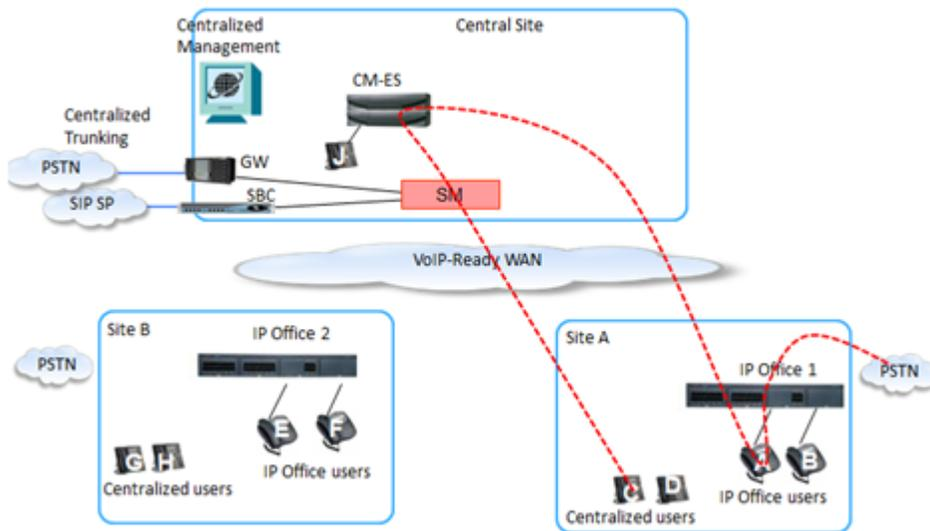 Centralized
Management
Central Site
CM-ES
Centralized
Trunking
J
PSTN
GW
SIP SP
SBC
SM
VoIP-Ready WAN
Site B
IP Office 2
PSTN
E
F
G
H
IP Office users
Centralized users
Site A
IP Office 1
PSTN
A
B
C
D
IP Office users
Centralized users